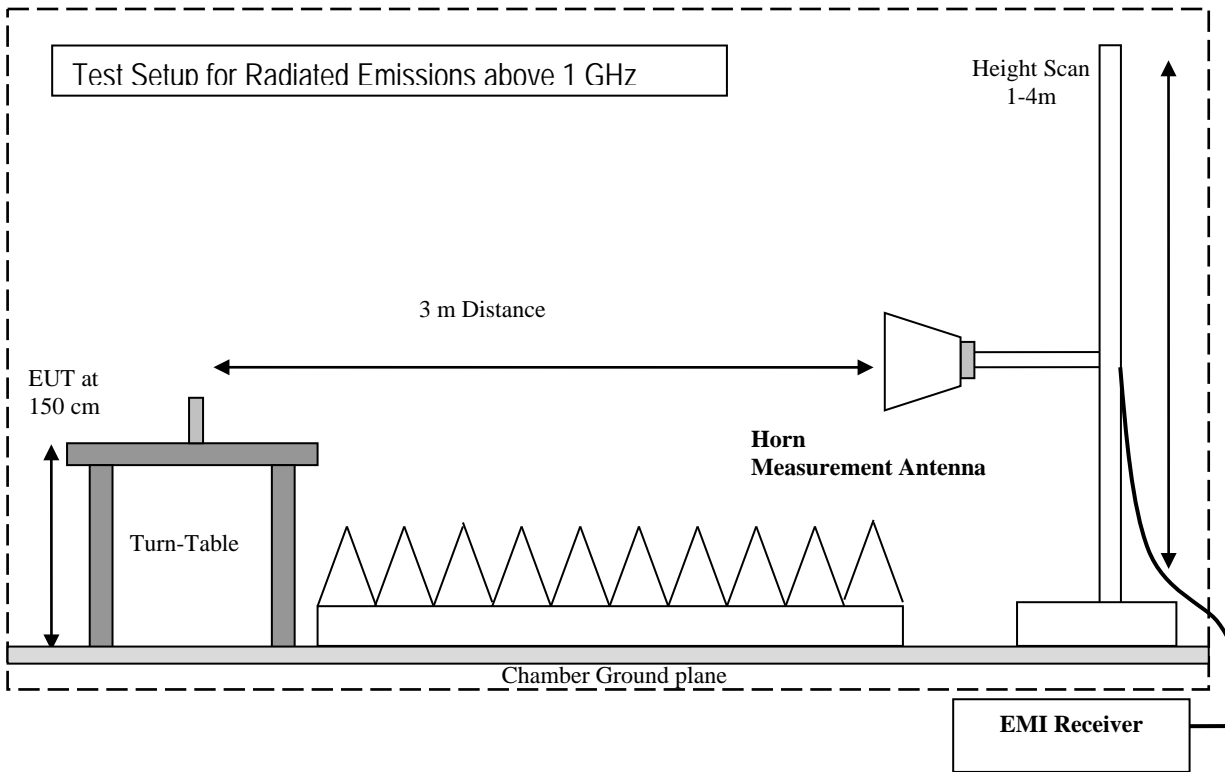 Test Setup for Radiated Emissions above 1 GHz
Height Scan
1-4m
3 m Distance
EUT at
150 cm
Horn
Measurement Antenna
Turn-Table
Chamber Ground plane
EMI Receiver